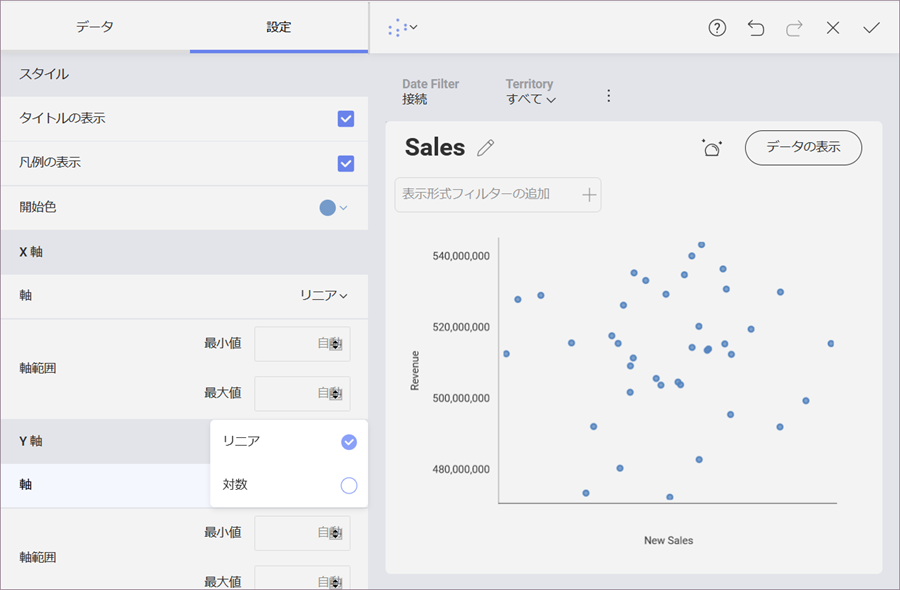 データ
設定
スタイル
タイトルの表示
凡例の表示
開始色
X 軸
軸
リニア
軸範囲
最小値
自動
最大値
自動
Y 軸
軸
リニア
対数
軸範囲
最小値
自動
最大値
自動
Date Filter
接続
Territory
すべて
Sales
データの表示
表示形式フィルターの追加
540,000,000
520,000,000
500,000,000
480,000,000
Revenue
New Sales